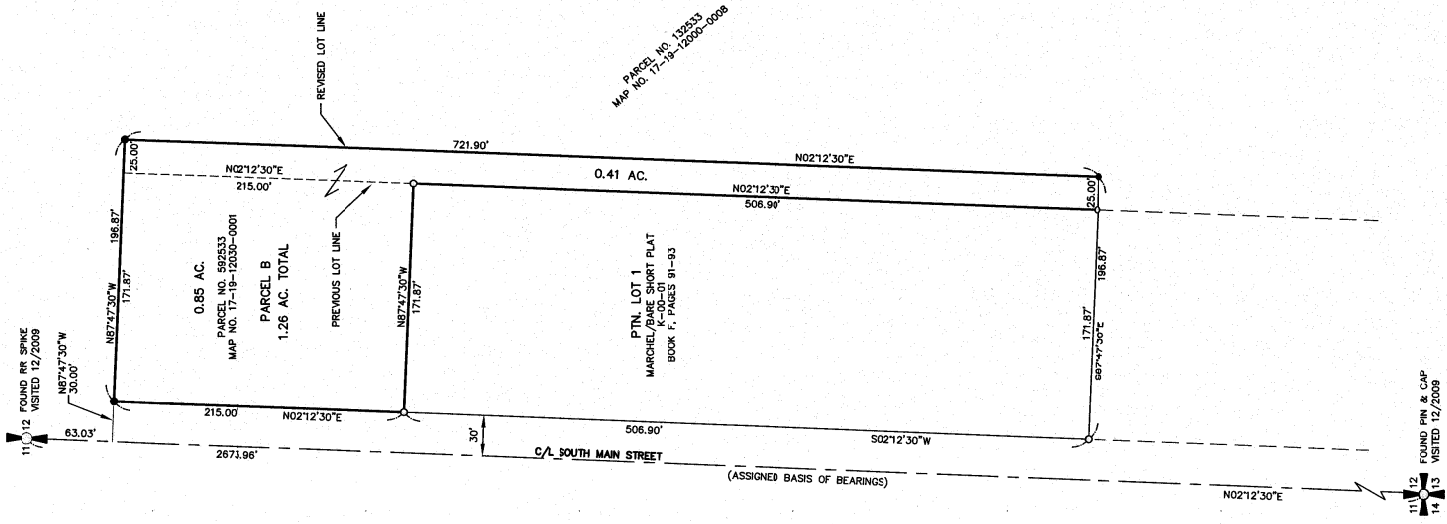 PARCEL NO. 132533
MAP NO. 17-19-12000-0008
REVISED LOT LINE
721.90'
N02°12'30"E
25.00'
N02°12'30"E
215.00'
0.41 AC.
N02°12'30"E
506.90'
25.00'
196.87'
N87°47'30"W
171.87'
0.85 AC.
PARCEL NO. 592533
MAP NO. 17-19-12030-0001
PARCEL B
1.26 AC. TOTAL
PREVIOUS LOT LINE
N87°47'30"W
171.87'
PTN. LOT 1
MARCHEL/BARE SHORT PLAT
K-00-01
BOOK F, PAGES 91-93
196.87'
171.87'
S87°47'30"E
FOUND RR SPIKE
VISITED 12/2009
11 12
N87°47'30"W
30.00'
63.03'
215.00'
N02°12'30"E
30'
506.90'
S02°12'30"W
2673.96'
C/L SOUTH MAIN STREET
(ASSIGNED BASIS OF BEARINGS)
N02°12'30"E
FOUND PIN & CAP
VISITED 12/2009
11 12
14 13